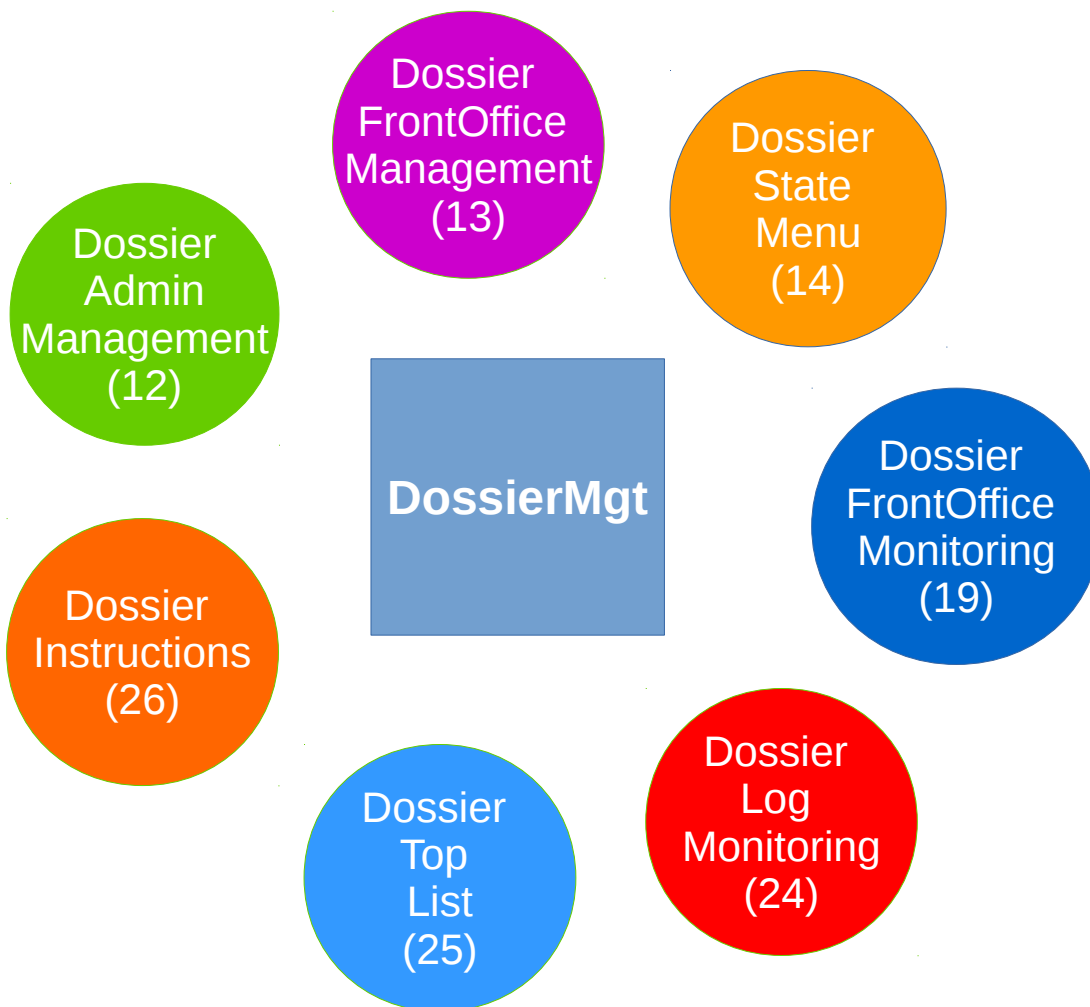 Dossier
FrontOffice
Management
(13)
Dossier
State
Menu
(14)
Dossier
Admin
Management
(12)
DossierMgt
Dossier
FrontOffice
Monitoring
(19)
Dossier
Instructions
(26)
Dossier
Log
Monitoring
(24)
Dossier
Top
List
(25)